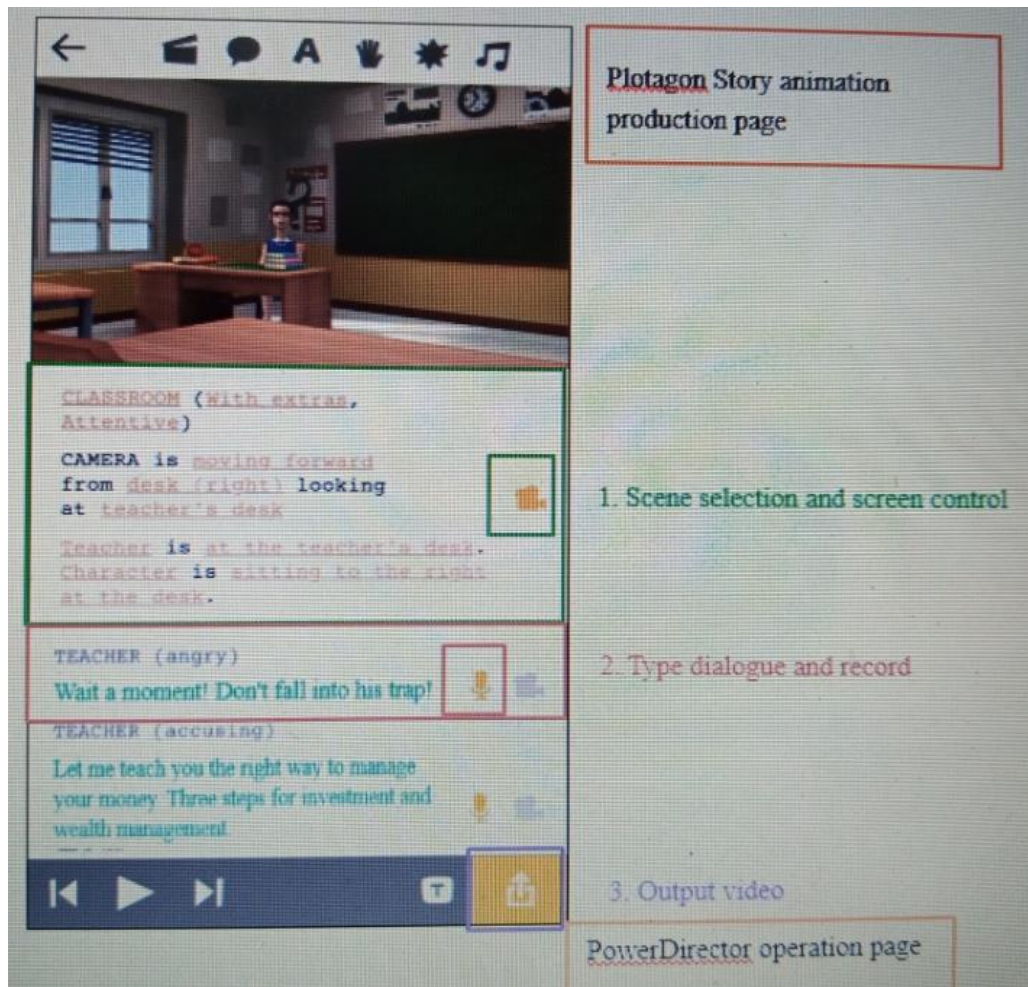 A
Plotagon Story animation
production page
CLASSROOM (With extras,
Attentive)
CAMERA is moving forward
from desk (right) looking
at teacher's desk
Teacher is at the teacher's desk.
Character is sitting to the right
at the desk.
1. Scene selection and screen control
TEACHER (angry)
Wait a moment! Don't fall into his trap!
2. Type dialogue and record
TEACHER (accusing)
Let me teach you the right way to manage
your money. Three steps for investment and
wealth management
T
3. Output video
PowerDirector operation page